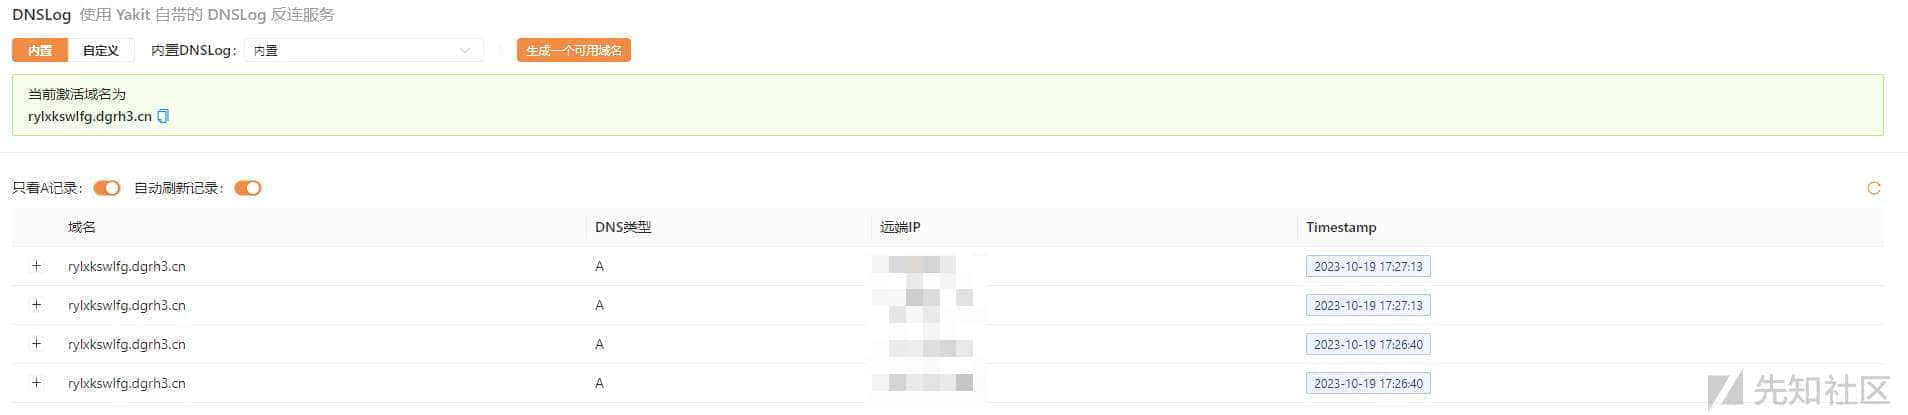 DNSLog 使用 Yakit 自带的 DNSLog 反连服务
内置 自定义 内置DNSLog: 内置 生成一个可用域名
当前激活域名为
rylxkswlfg.dgrh3.cn
只看A记录: 自动刷新记录:
域名 DNS类型 远端IP Timestamp
+ rylxkswlfg.dgrh3.cn A 2023-10-19 17:27:13
+ rylxkswlfg.dgrh3.cn A 2023-10-19 17:27:13
+ rylxkswlfg.dgrh3.cn A 2023-10-19 17:26:40
+ rylxkswlfg.dgrh3.cn A 2023-10-19 17:26:40
先知社区